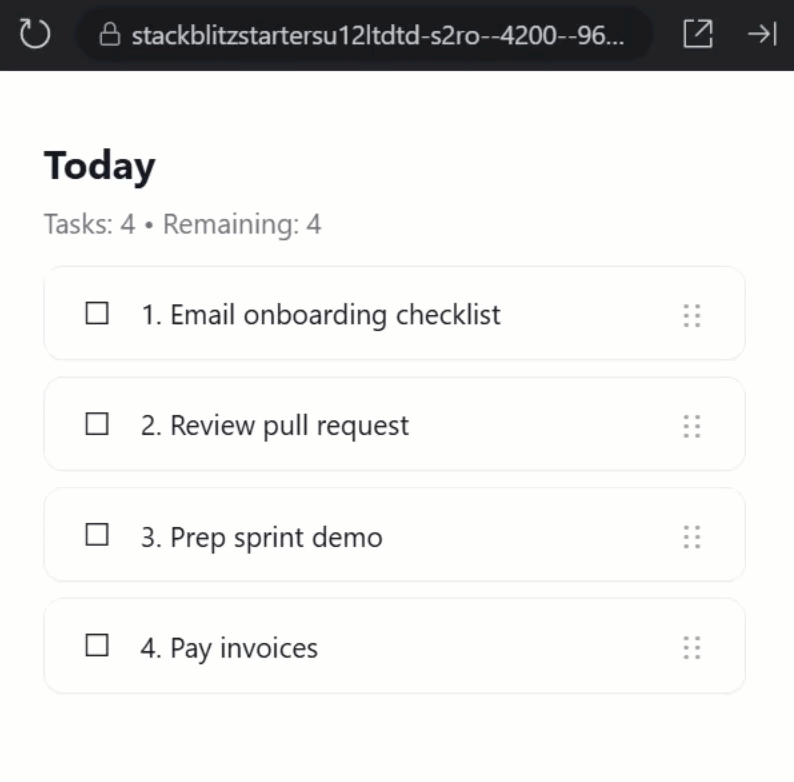 stackblitzstartersu12ltdtd-s2ro--4200--96...
Today
Tasks: 4 • Remaining: 4
1. Email onboarding checklist
2. Review pull request
3. Prep sprint demo
4. Pay invoices